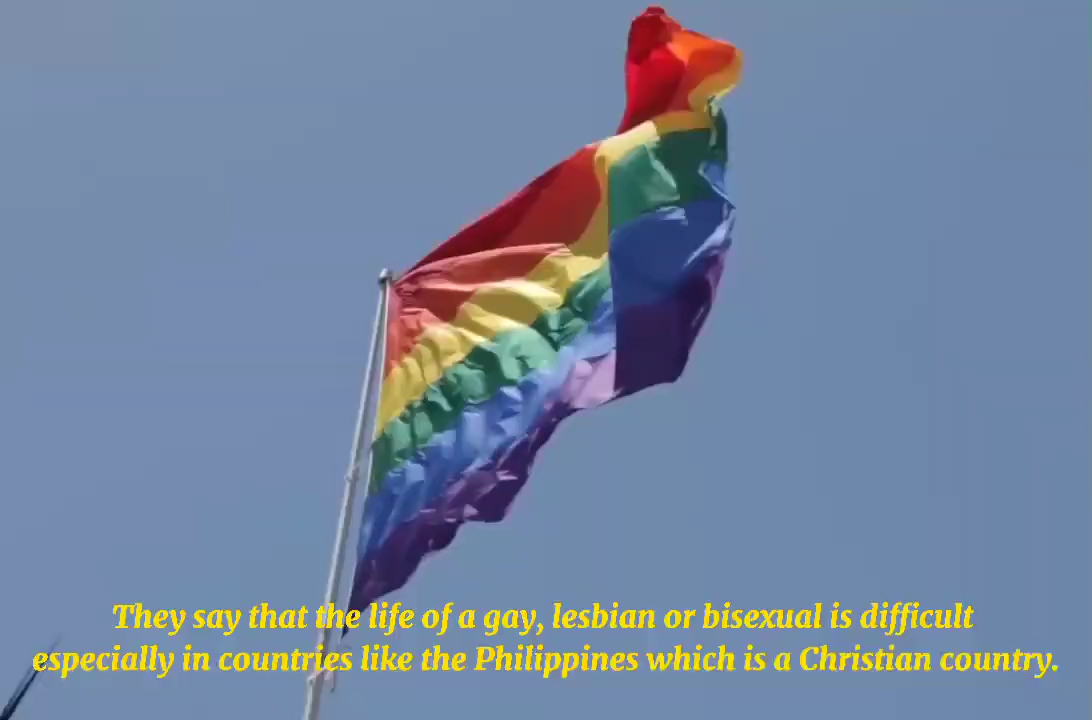 They say that the life of a gay, lesbian or bisexual is difficult
especially in countries like the Philippines which is a Christian country.